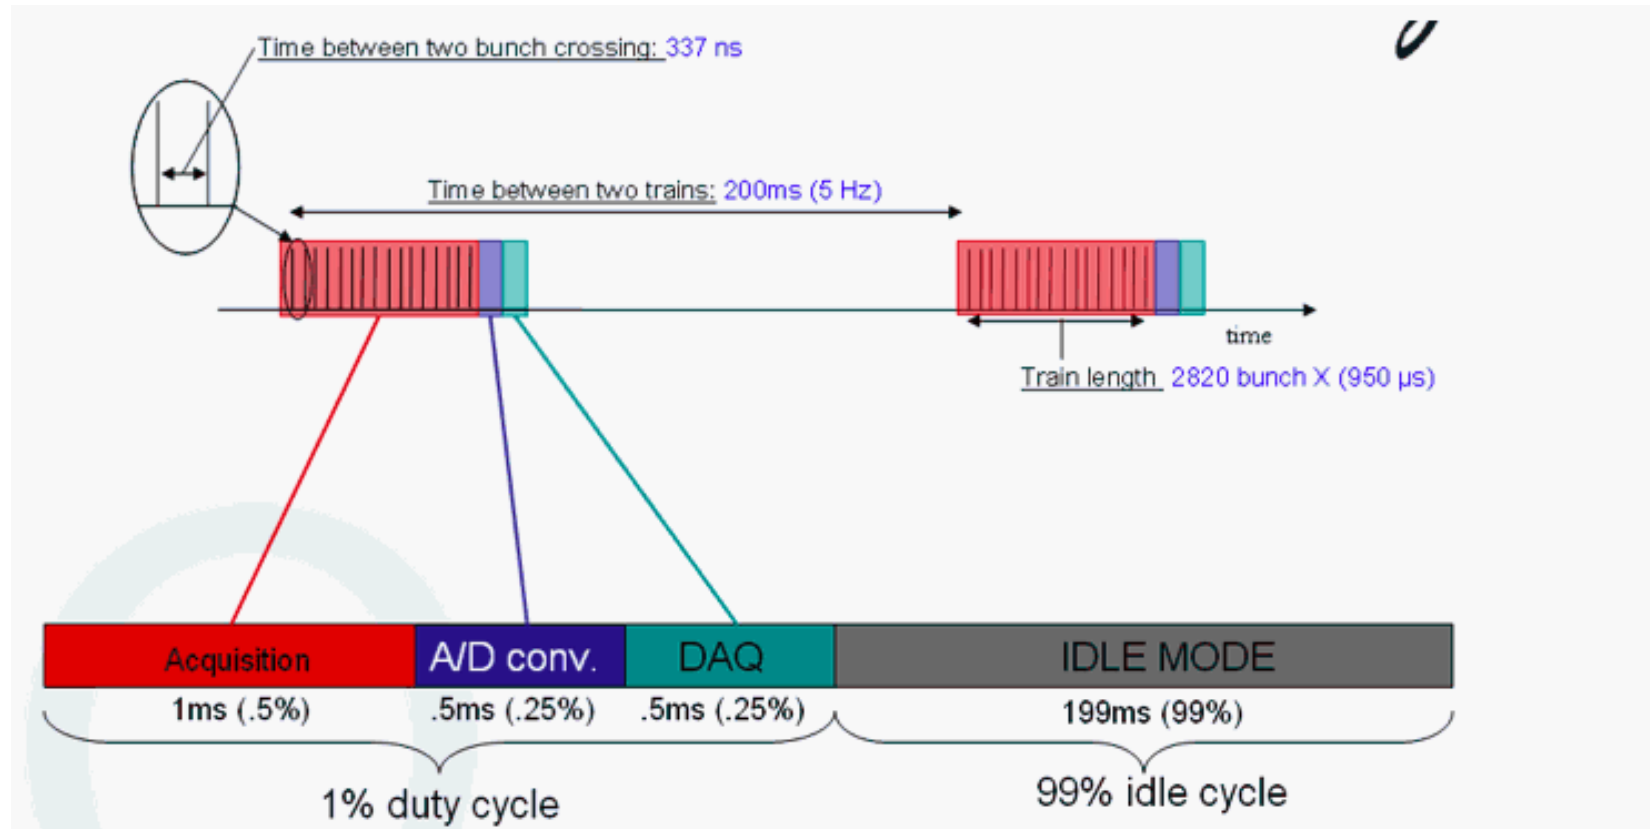 Time between two bunch crossing: 337 ns
Time between two trains: 200ms (5 Hz)
time
Train length 2820 bunch X (950 µs)
Acquisition
A/D conv.
DAQ
IDLE MODE
1ms (.5%)
.5ms (.25%)
.5ms (.25%)
199ms (99%)
1% duty cycle
99% idle cycle